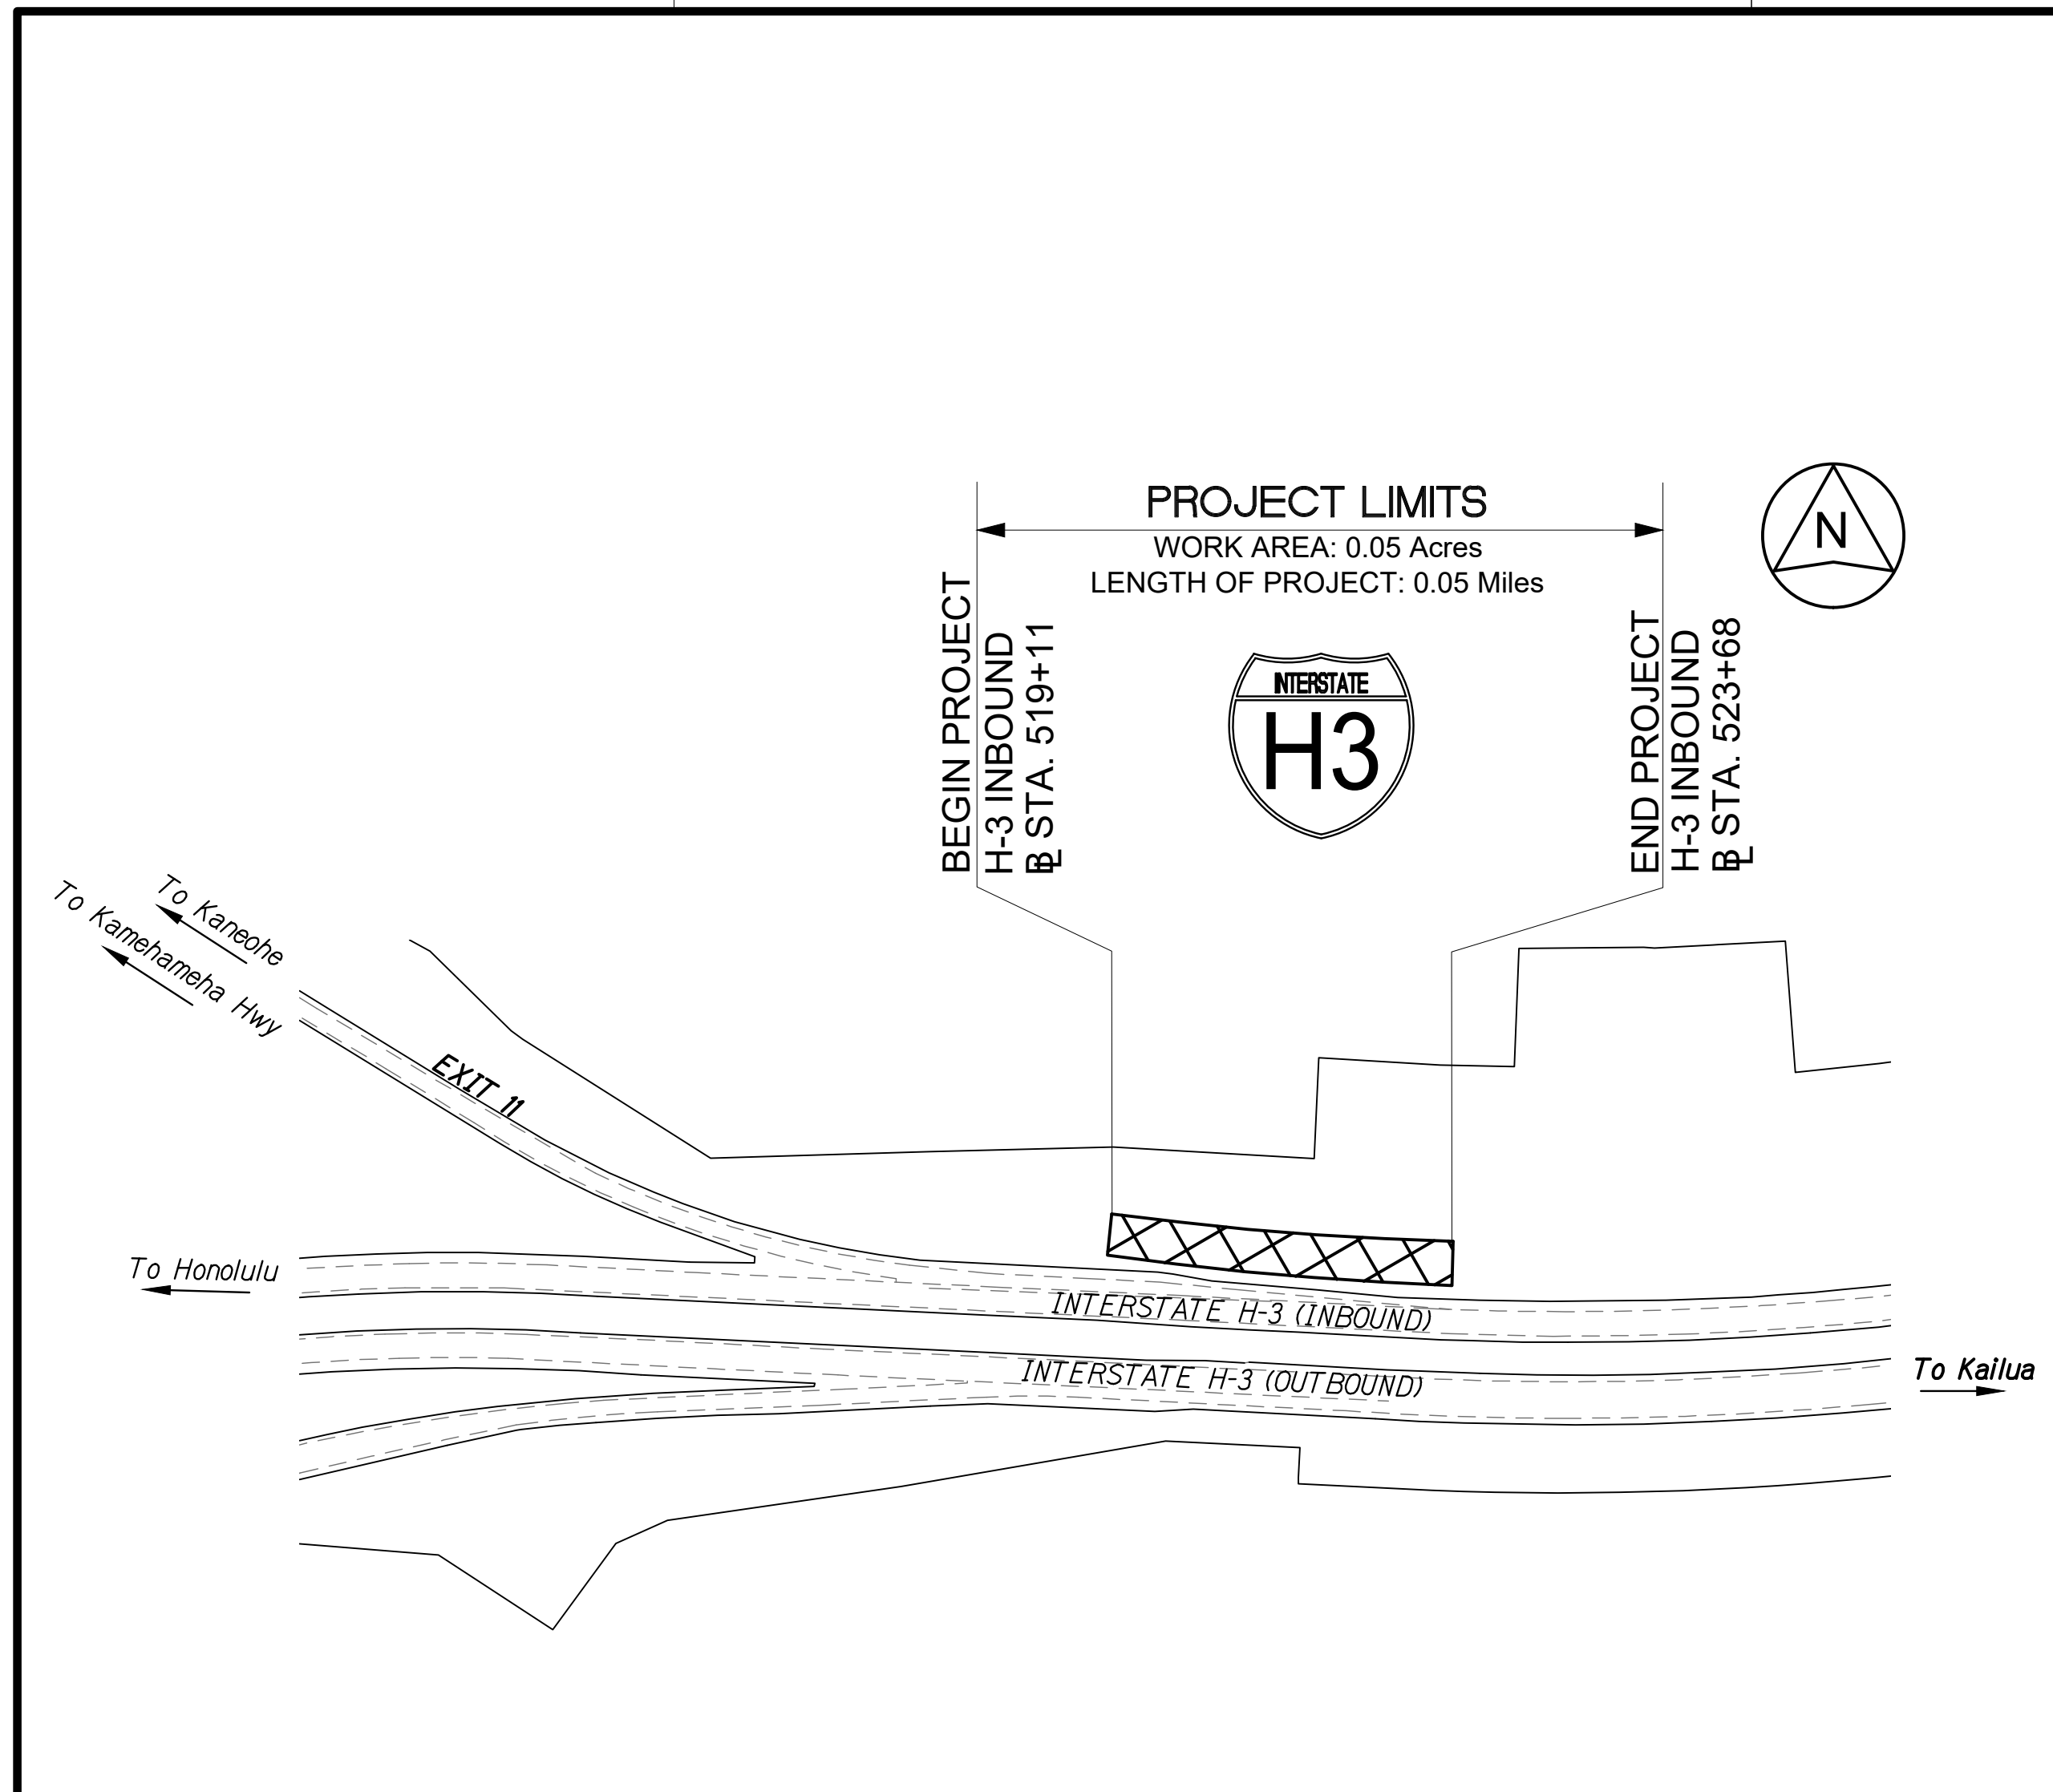 PROJECT LIMITS
WORK AREA: 0.05 Acres
LENGTH OF PROJECT: 0.05 Miles
N
BEGIN PROJECT
H-3 INBOUND
BL STA. 519+11
INTERSTATE
H3
END PROJECT
H-3 INBOUND
BL STA. 523+68
To Kaneohe
To Kamehameha Hwy
EXIT 11
To Honolulu
INTERSTATE H-3 (INBOUND)
INTERSTATE H-3 (OUTBOUND)
To Kailua